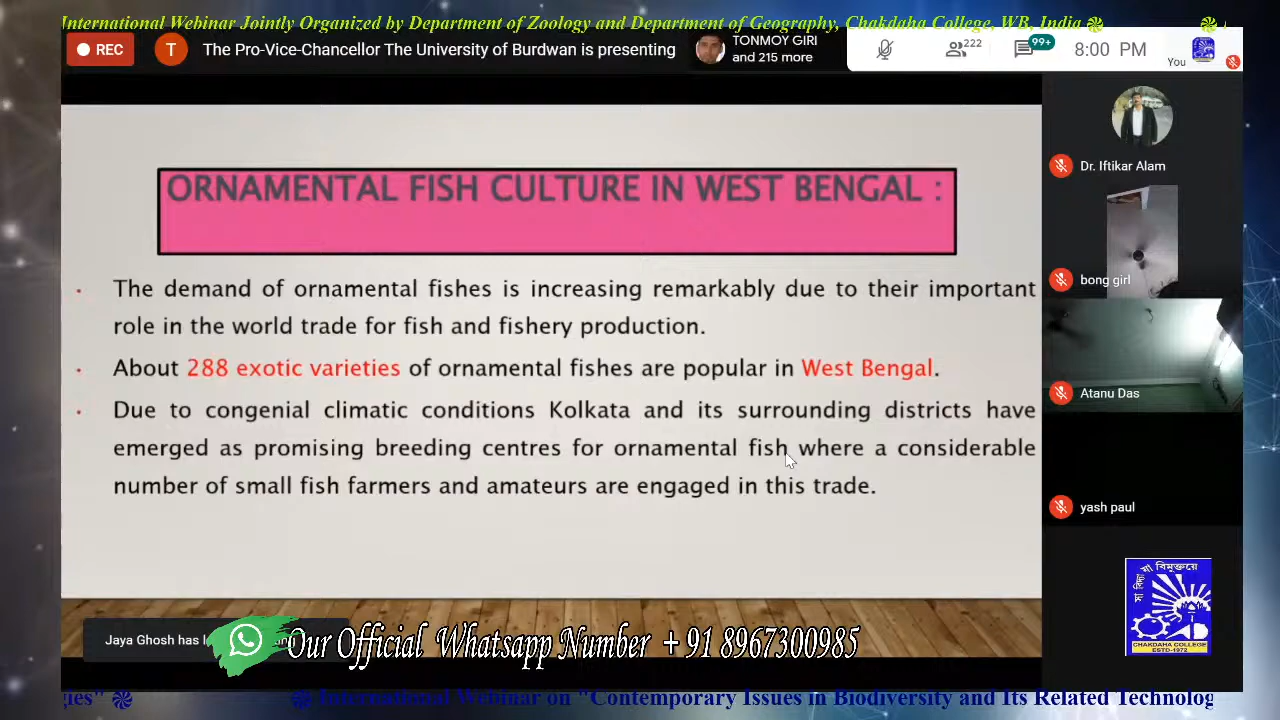 International Webinar Jointly Organized by Department of Zoology and Department of Geography, Chakdaha College, WB, India
REC
T
The Pro-Vice-Chancellor The University of Burdwan is presenting
TONMOY GIRI
and 215 more
222
99+
8:00 PM
You
ORNAMENTAL FISH CULTURE IN WEST BENGAL :
• The demand of ornamental fishes is increasing remarkably due to their important
role in the world trade for fish and fishery production.
• About 288 exotic varieties of ornamental fishes are popular in West Bengal.
• Due to congenial climatic conditions Kolkata and its surrounding districts have
emerged as promising breeding centres for ornamental fish where a considerable
number of small fish farmers and amateurs are engaged in this trade.
Dr. Iftikar Alam
bong girl
Atanu Das
yash paul
সা বিদ্যা যা বিমুক্তয়ে
CHAKDAHA COLLEGE
ESTD-1972
Jaya Ghosh has
Our Official Whatsapp Number +91 8967300985
gies" International Webinar on "Contemporary Issues in Biodiversity and Its Related Technolog